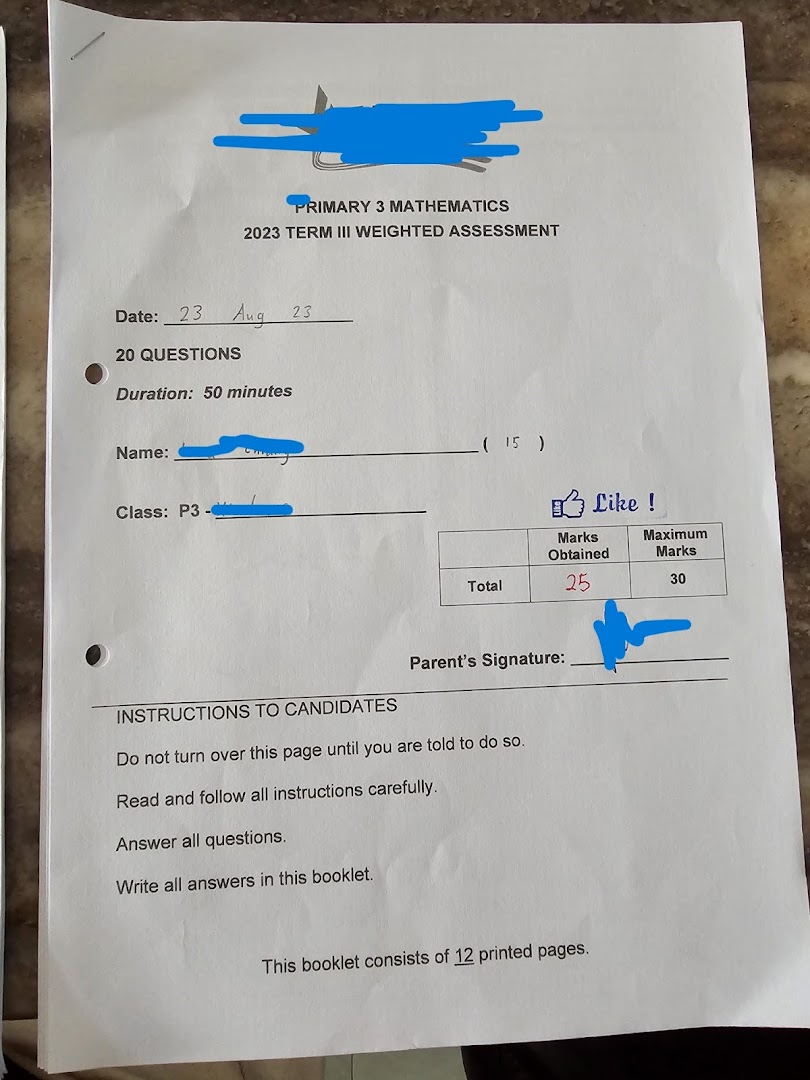 PRIMARY 3 MATHEMATICS
2023 TERM III WEIGHTED ASSESSMENT
Date: 23 Aug 23
20 QUESTIONS
Duration: 50 minutes
Name: ( 15 )
Class: P3 -
Like !
Marks Obtained Maximum Marks
Total 25 30
Parent's Signature:
INSTRUCTIONS TO CANDIDATES
Do not turn over this page until you are told to do so.
Read and follow all instructions carefully.
Answer all questions.
Write all answers in this booklet.
This booklet consists of 12 printed pages.